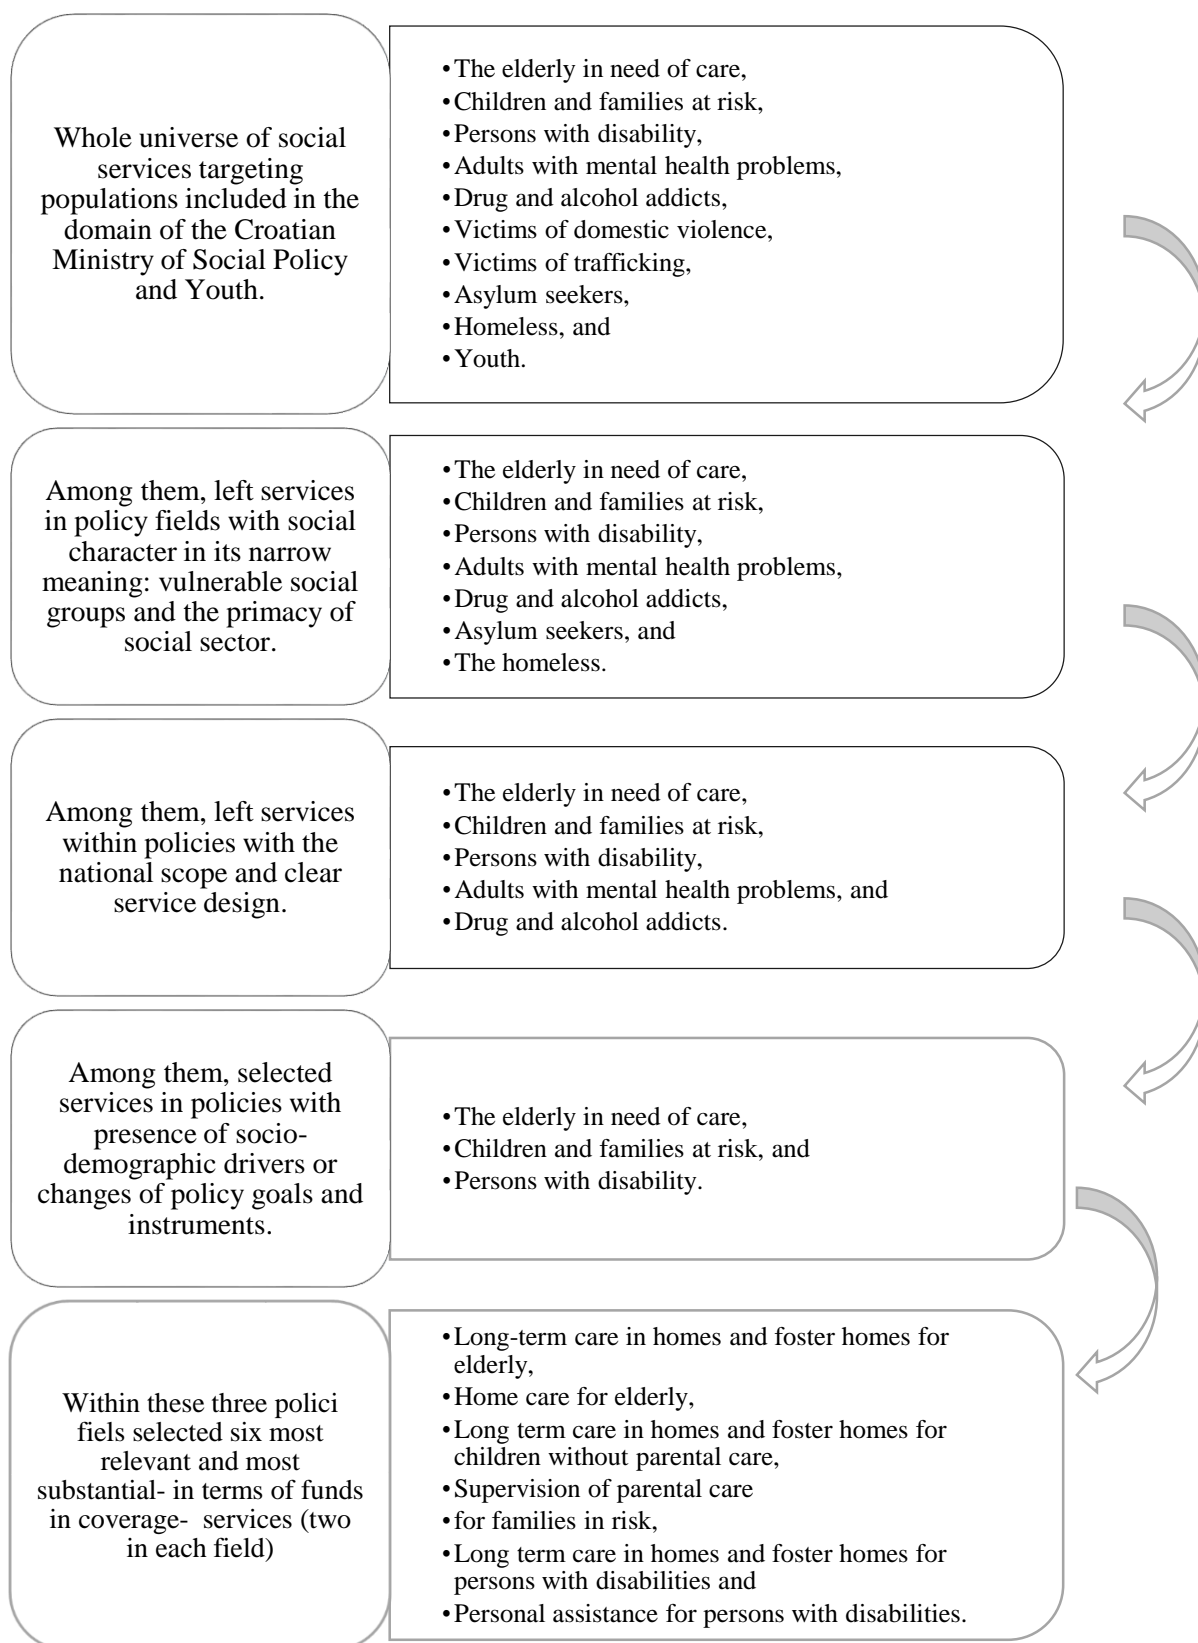 Whole universe of social
services targeting
populations included in the
domain of the Croatian
Ministry of Social Policy
and Youth.
•The elderly in need of care,
•Children and families at risk,
•Persons with disability,
•Adults with mental health problems,
•Drug and alcohol addicts,
•Victims of domestic violence,
•Victims of trafficking,
•Asylum seekers,
•Homeless, and
•Youth.
Among them, left services
in policy fields with social
character in its narrow
meaning: vulnerable social
groups and the primacy of
social sector.
•The elderly in need of care,
•Children and families at risk,
•Persons with disability,
•Adults with mental health problems,
•Drug and alcohol addicts,
•Asylum seekers, and
•The homeless.
Among them, left services
within policies with the
national scope and clear
service design.
•The elderly in need of care,
•Children and families at risk,
•Persons with disability,
•Adults with mental health problems, and
•Drug and alcohol addicts.
Among them, selected
services in policies with
presence of socio-
demographic drivers or
changes of policy goals and
instruments.
•The elderly in need of care,
•Children and families at risk, and
•Persons with disability.
Within these three polici
fiels selected six most
relevant and most
substantial- in terms of funds
in coverage- services (two
in each field)
•Long-term care in homes and foster homes for
elderly,
•Home care for elderly,
•Long term care in homes and foster homes for
children without parental care,
•Supervision of parental care
•for families in risk,
•Long term care in homes and foster homes for
persons with disabilities and
•Personal assistance for persons with disabilities.